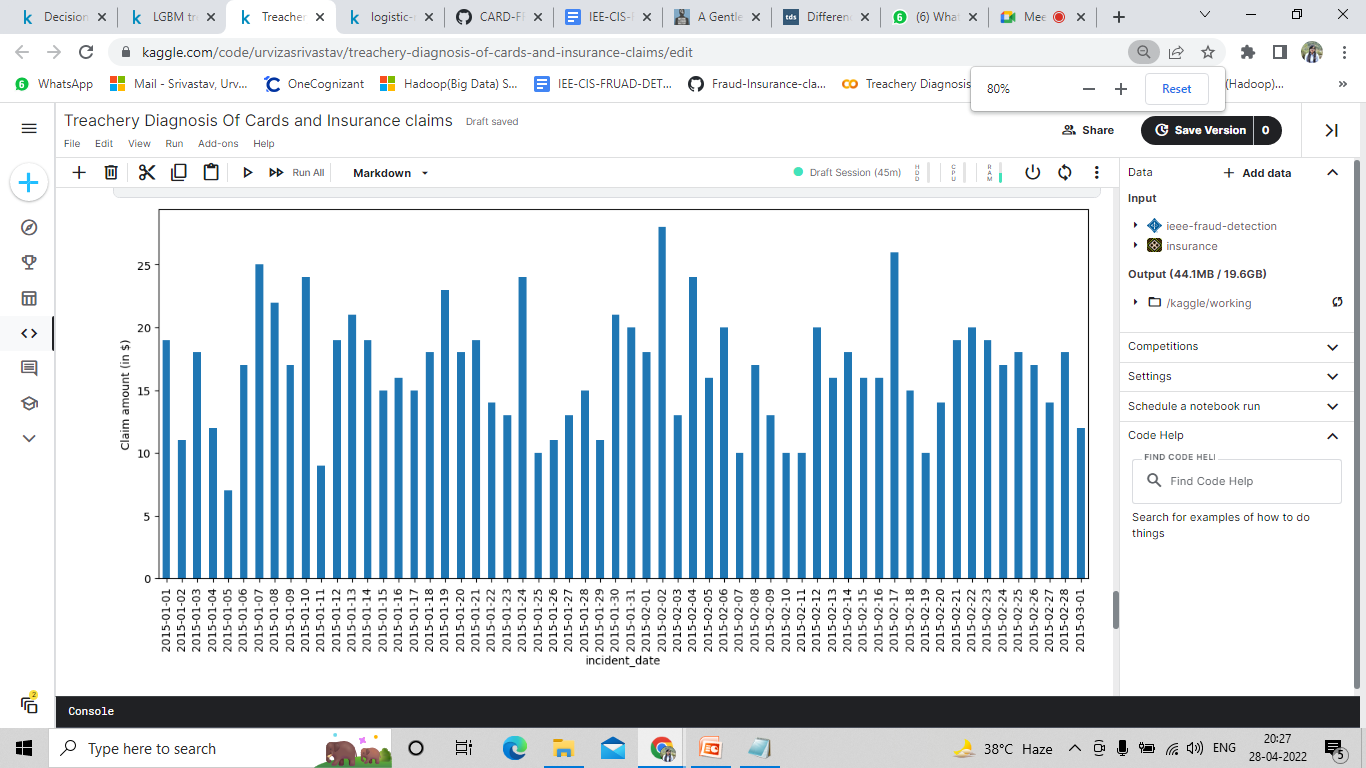 Decision
LGBM tr
Treacher
logistic-
CARD-F
IEE-CIS-
A Gentle
Differen
(6) Wha
Mee
kaggle.com/code/urvizasrivastav/treachery-diagnosis-of-cards-and-insurance-claims/edit
WhatsApp
Mail - Srivastav, Urv...
OneCognizant
Hadoop(Big Data) S...
IEE-CIS-FRUAD-DET...
Fraud-Insurance-cla...
Treachery Diagnosis
(Hadoop)...
80%
Reset
Treachery Diagnosis Of Cards and Insurance claims
Draft saved
File Edit View Run Add-ons Help
Share
Save Version 0
Run All
Markdown
Draft Session (45m)
HDD
CPU
RAM
Claim amount (in $)
25
20
15
10
5
0
2015-01-01
2015-01-02
2015-01-03
2015-01-04
2015-01-05
2015-01-06
2015-01-07
2015-01-08
2015-01-09
2015-01-10
2015-01-11
2015-01-12
2015-01-13
2015-01-14
2015-01-15
2015-01-16
2015-01-17
2015-01-18
2015-01-19
2015-01-20
2015-01-21
2015-01-22
2015-01-23
2015-01-24
2015-01-25
2015-01-26
2015-01-27
2015-01-28
2015-01-29
2015-01-30
2015-01-31
2015-02-01
2015-02-02
2015-02-03
2015-02-04
2015-02-05
2015-02-06
2015-02-07
2015-02-08
2015-02-09
2015-02-10
2015-02-11
2015-02-12
2015-02-13
2015-02-14
2015-02-15
2015-02-16
2015-02-17
2015-02-18
2015-02-19
2015-02-20
2015-02-21
2015-02-22
2015-02-23
2015-02-24
2015-02-25
2015-02-26
2015-02-27
2015-02-28
2015-03-01
incident_date
Data
Add data
Input
ieee-fraud-detection
insurance
Output (44.1MB / 19.6GB)
/kaggle/working
Competitions
Settings
Schedule a notebook run
Code Help
FIND CODE HELI
Find Code Help
Search for examples of how to do
things
2
Console
Type here to search
38°C Haze
ENG
20:27
28-04-2022
5